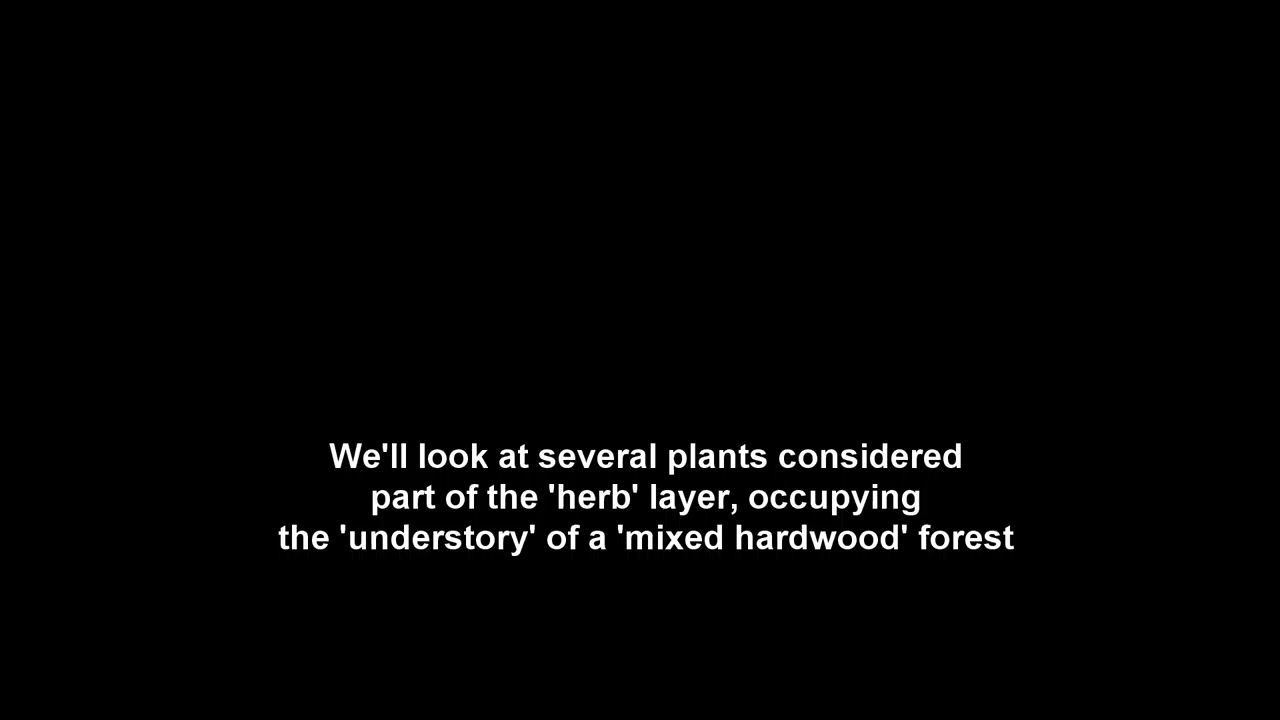 We'll look at several plants considered
part of the 'herb' layer, occupying
the 'understory' of a 'mixed hardwood' forest